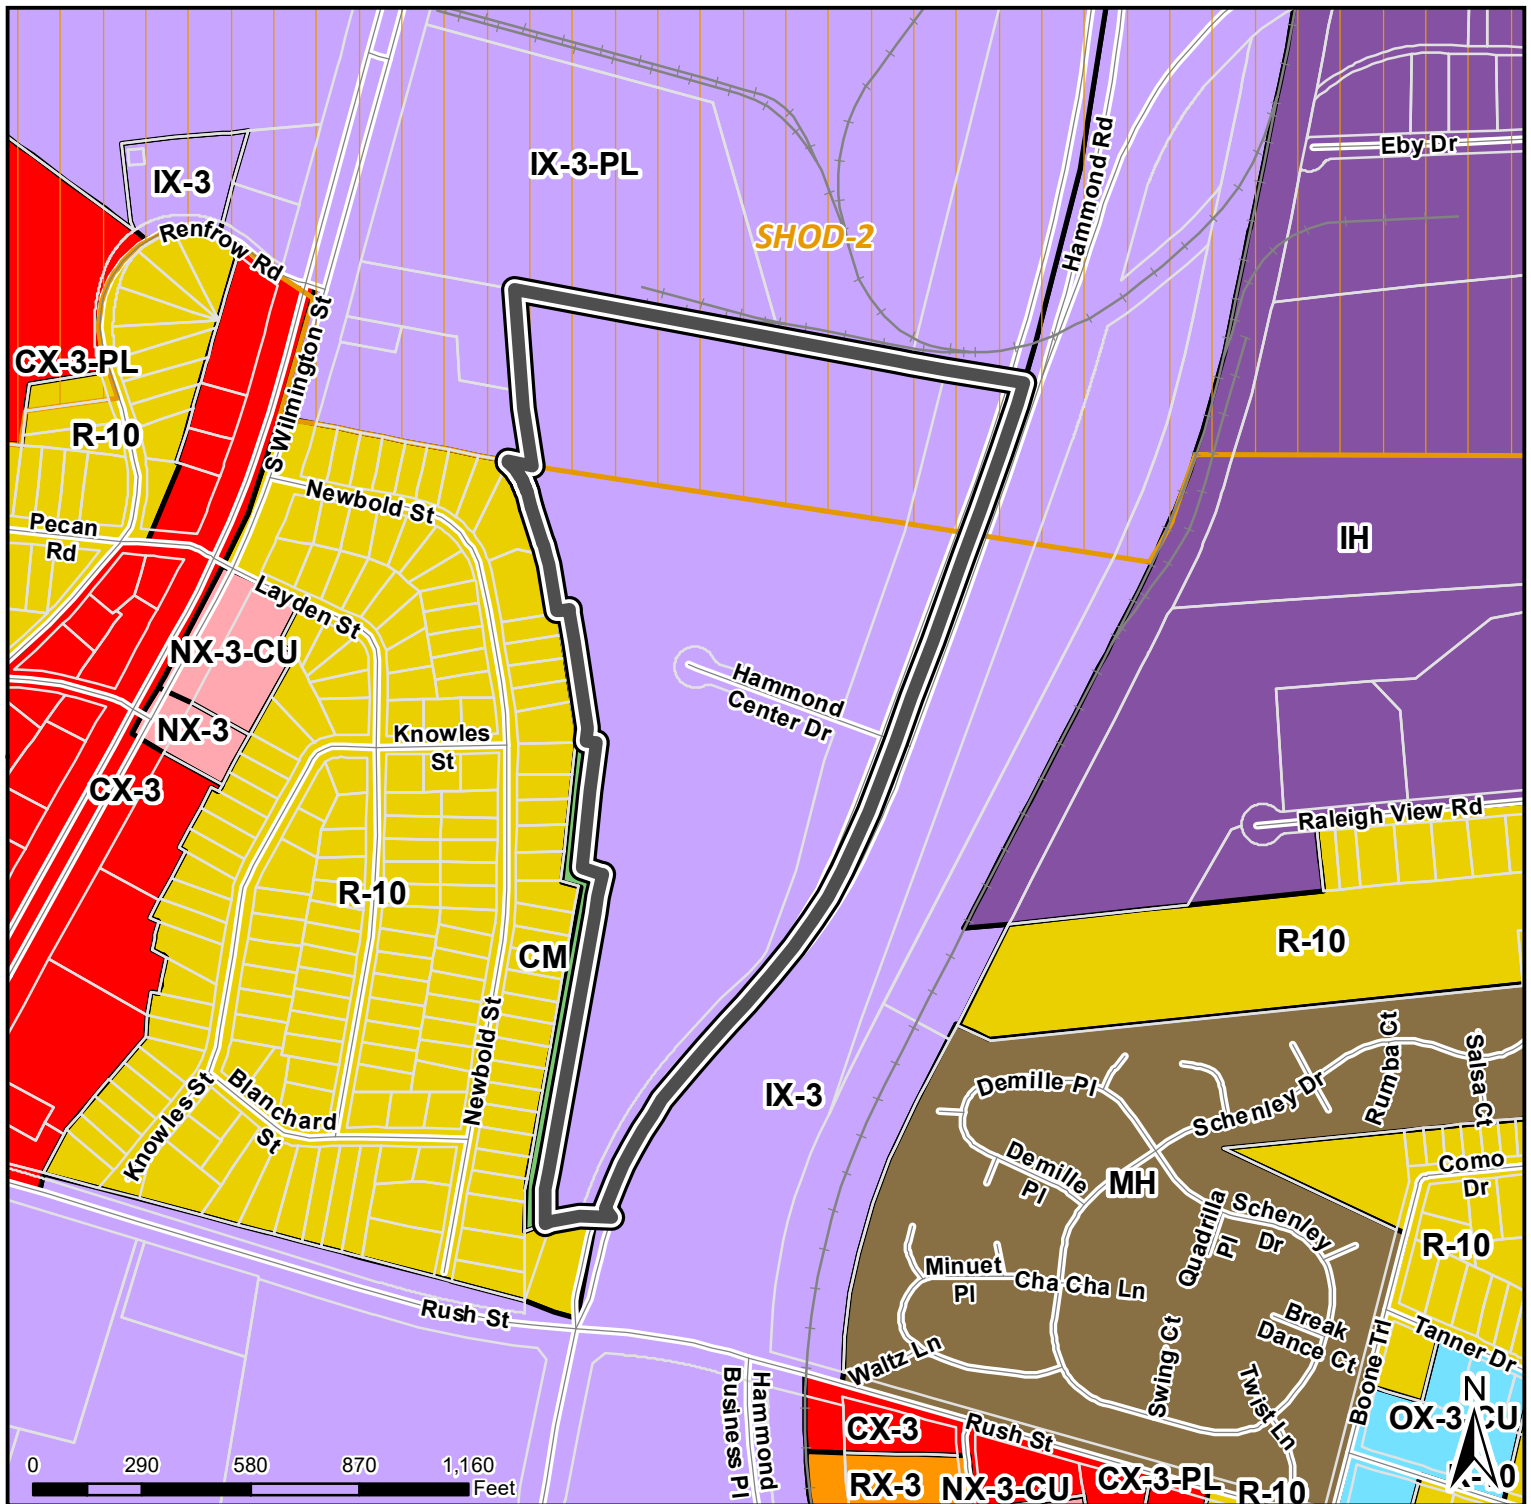 Eby Dr
IX-3-PL
IX-3
Hammond Rd
Renfrow Rd
SHOD-2
S Wilmington St
CX-3-PL
R-10
Newbold St
Pecan
Rd
IH
Layden St
NX-3-CU
Hammond
Center Dr
NX-3
Knowles
St
CX-3
Raleigh View Rd
R-10
R-10
CM
Newbold St
Rumba Ct
Salsa Ct
Demille Pl
IX-3
Schenley Dr
Knowles St
Blanchard
St
Demille
Pl
MH
Como
Dr
Quadrilla
Pl
Schenley
Dr
R-10
Minuet
Pl
Cha Cha Ln
Rush St
Break
Dance Ct
Tanner Dr
Waltz Ln
Swing Ct
Twist Ln
Boone Trl
Hammond
Business Pl
N
OX-3-CU
CX-3
Rush St
0 290 580 870 1,160
Feet
RX-3
NX-3-CU
CX-3-PL
R-10